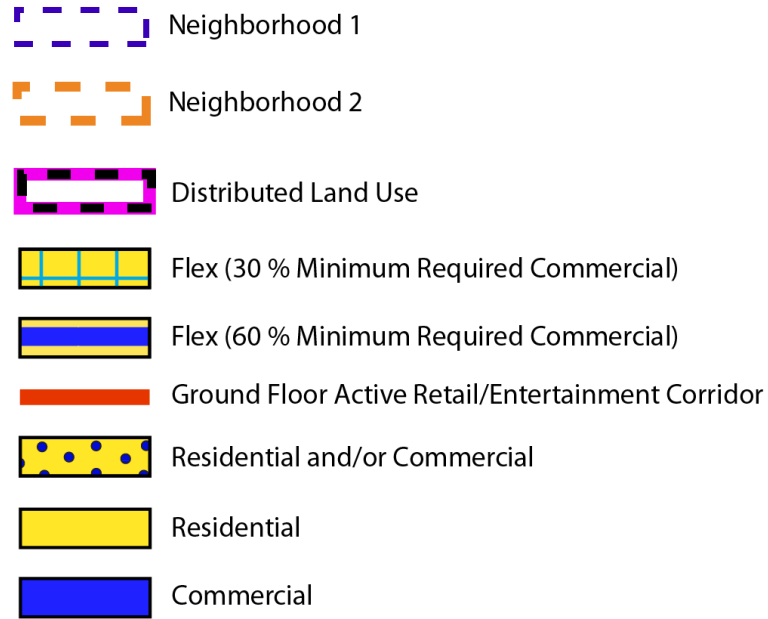 Neighborhood 1
Neighborhood 2
Distributed Land Use
Flex (30 % Minimum Required Commercial)
Flex (60 % Minimum Required Commercial)
Ground Floor Active Retail/Entertainment Corridor
Residential and/or Commercial
Residential
Commercial